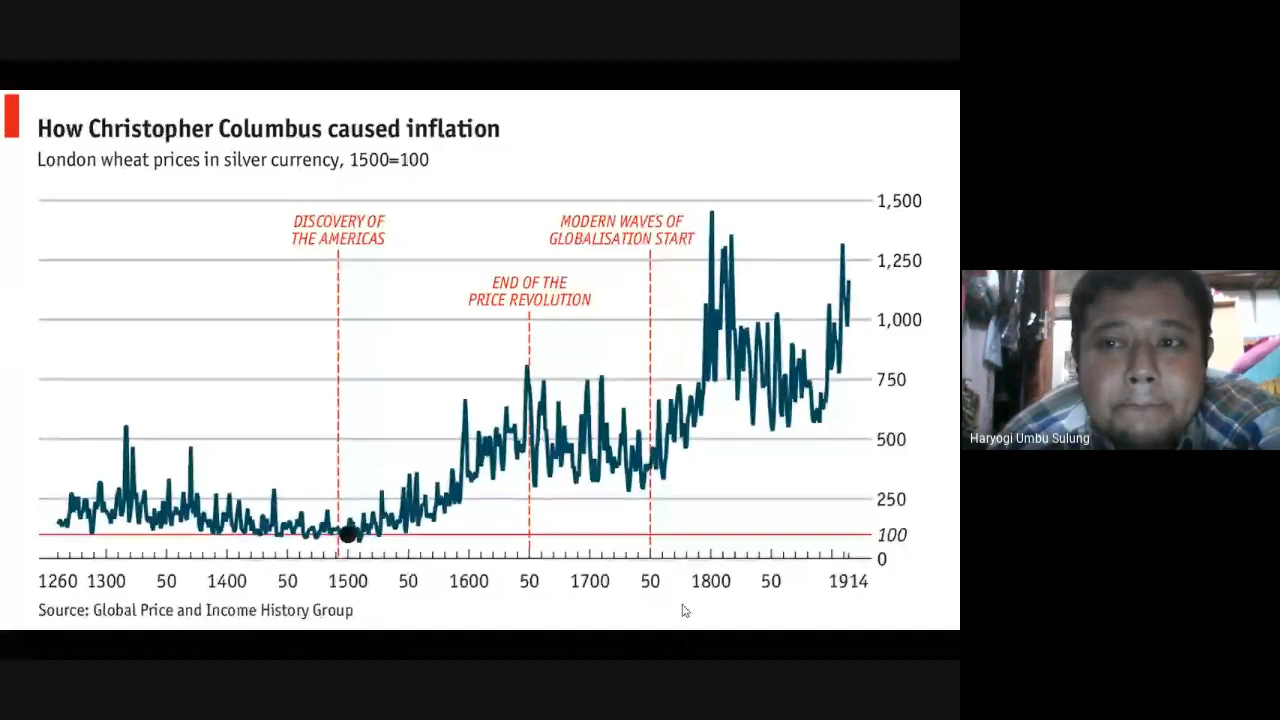 How Christopher Columbus caused inflation
London wheat prices in silver currency, 1500=100
1,500
DISCOVERY OF
THE AMERICAS
MODERN WAVES OF
GLOBALISATION START
1,250
END OF THE
PRICE REVOLUTION
1,000
750
500
250
100
0
1260 1300 50 1400 50 1500 50 1600 50 1700 50 1800 50 1914
Source: Global Price and Income History Group
Haryogi Umbu Sulung